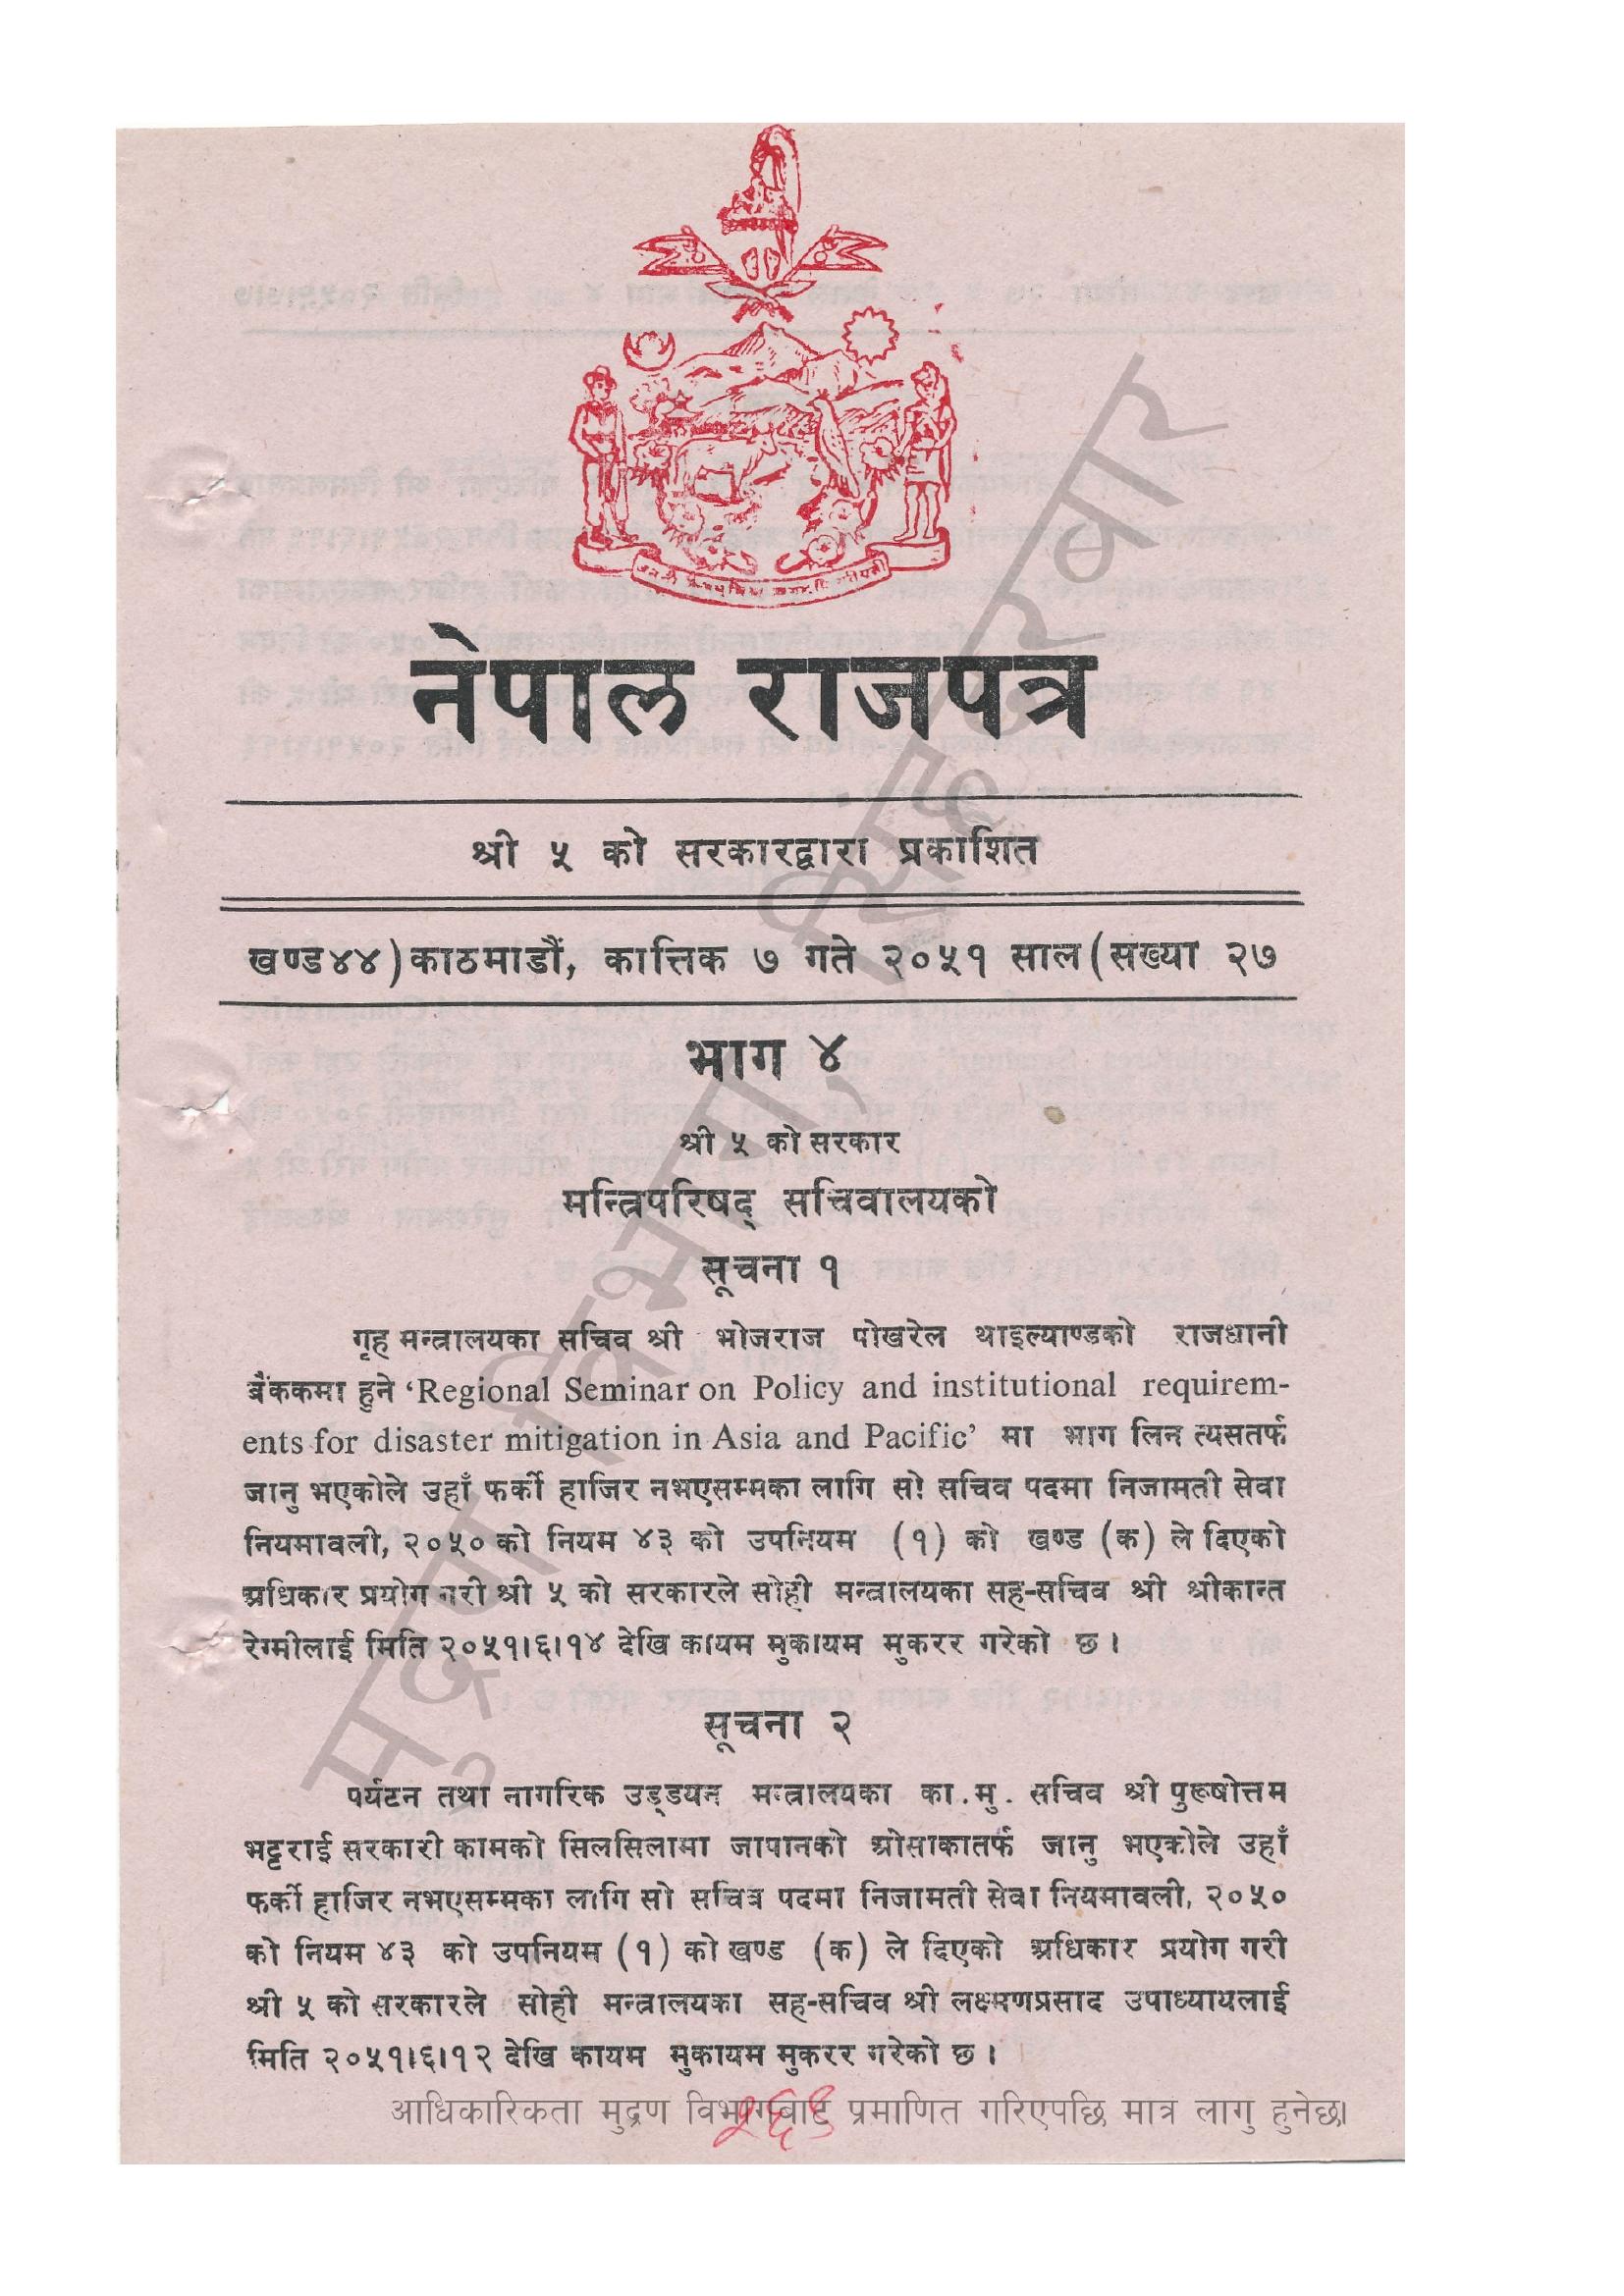 नेपाल राजपत्र
श्री ५ को सरकारद्वारा प्रकाशित
खण्ड४४)काठमाडौं, कात्तिक ७ गते २०५१ साल(सख्या २७
भाग ४
श्री ५ को सरकार
मन्त्रिपरिषद् सचिवालयको
सूचना १
गृह मन्त्रालयका सचिव श्री भोजराज पोखरेल थाइल्याण्डको राजधानी
बैंककमा हुने ‘Regional Seminar on Policy and institutional requirem-
ents for disaster mitigation in Asia and Pacific’ मा भाग लिन त्यसतर्फ
जानु भएकोले उहाँ फर्की हाजिर नभएसम्मका लागि सो सचिव पदमा निजामती सेवा
नियमावली, २०५० को नियम ४३ को उपनियम (१) को खण्ड (क) ले दिएको
अधिकार प्रयोग गरी श्री ५ को सरकारले सोही मन्त्रालयका सह-सचिव श्री श्रीकान्त
रेग्मीलाई मिति २०५१।६।१४ देखि कायम मुकायम मुकरर गरेको छ ।
सूचना २
पर्यटन तथा नागरिक उड्डयन मन्त्रालयका का.मु. सचिव श्री पुरूषोत्तम
भट्टराई सरकारी कामको सिलसिलामा जापानको ओसाकातर्फ जानु भएकोले उहाँ
फर्की हाजिर नभएसम्मका लागि सो सचिव पदमा निजामती सेवा नियमावली, २०५०
को नियम ४३ को उपनियम (१) को खण्ड (क) ले दिएको अधिकार प्रयोग गरी
श्री ५ को सरकारले सोही मन्त्रालयका सह-सचिव श्री लक्ष्मणप्रसाद उपाध्यायलाई
मिति २०५१।६।१२ देखि कायम मुकायम मुकरर गरेको छ ।
आधिकारिकता मुद्रण विभागबाट प्रमाणित गरिएपछि मात्र लागु हुनेछ।
मुद्रण विभाग, सिंहदरबार